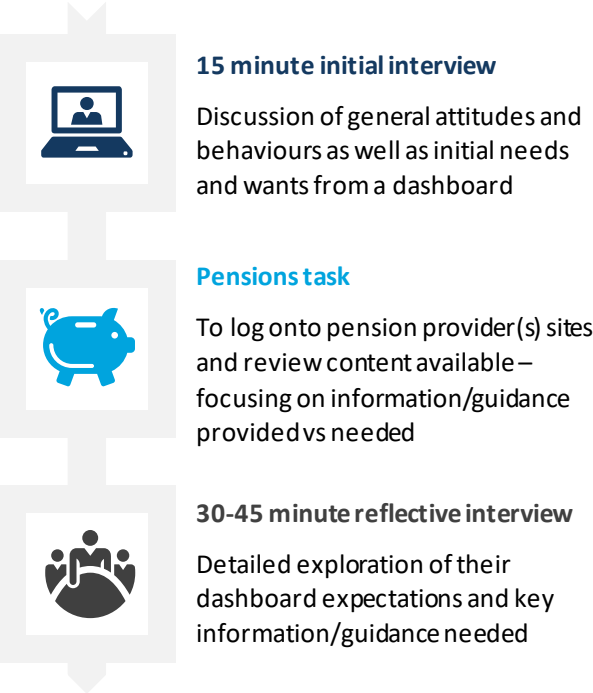 15 minute initial interview
Discussion of general attitudes and
behaviours as well as initial needs
and wants from a dashboard
Pensions task
To log onto pension provider(s) sites
and review content available –
focusing on information/guidance
provided vs needed
30-45 minute reflective interview
Detailed exploration of their
dashboard expectations and key
information/guidance needed